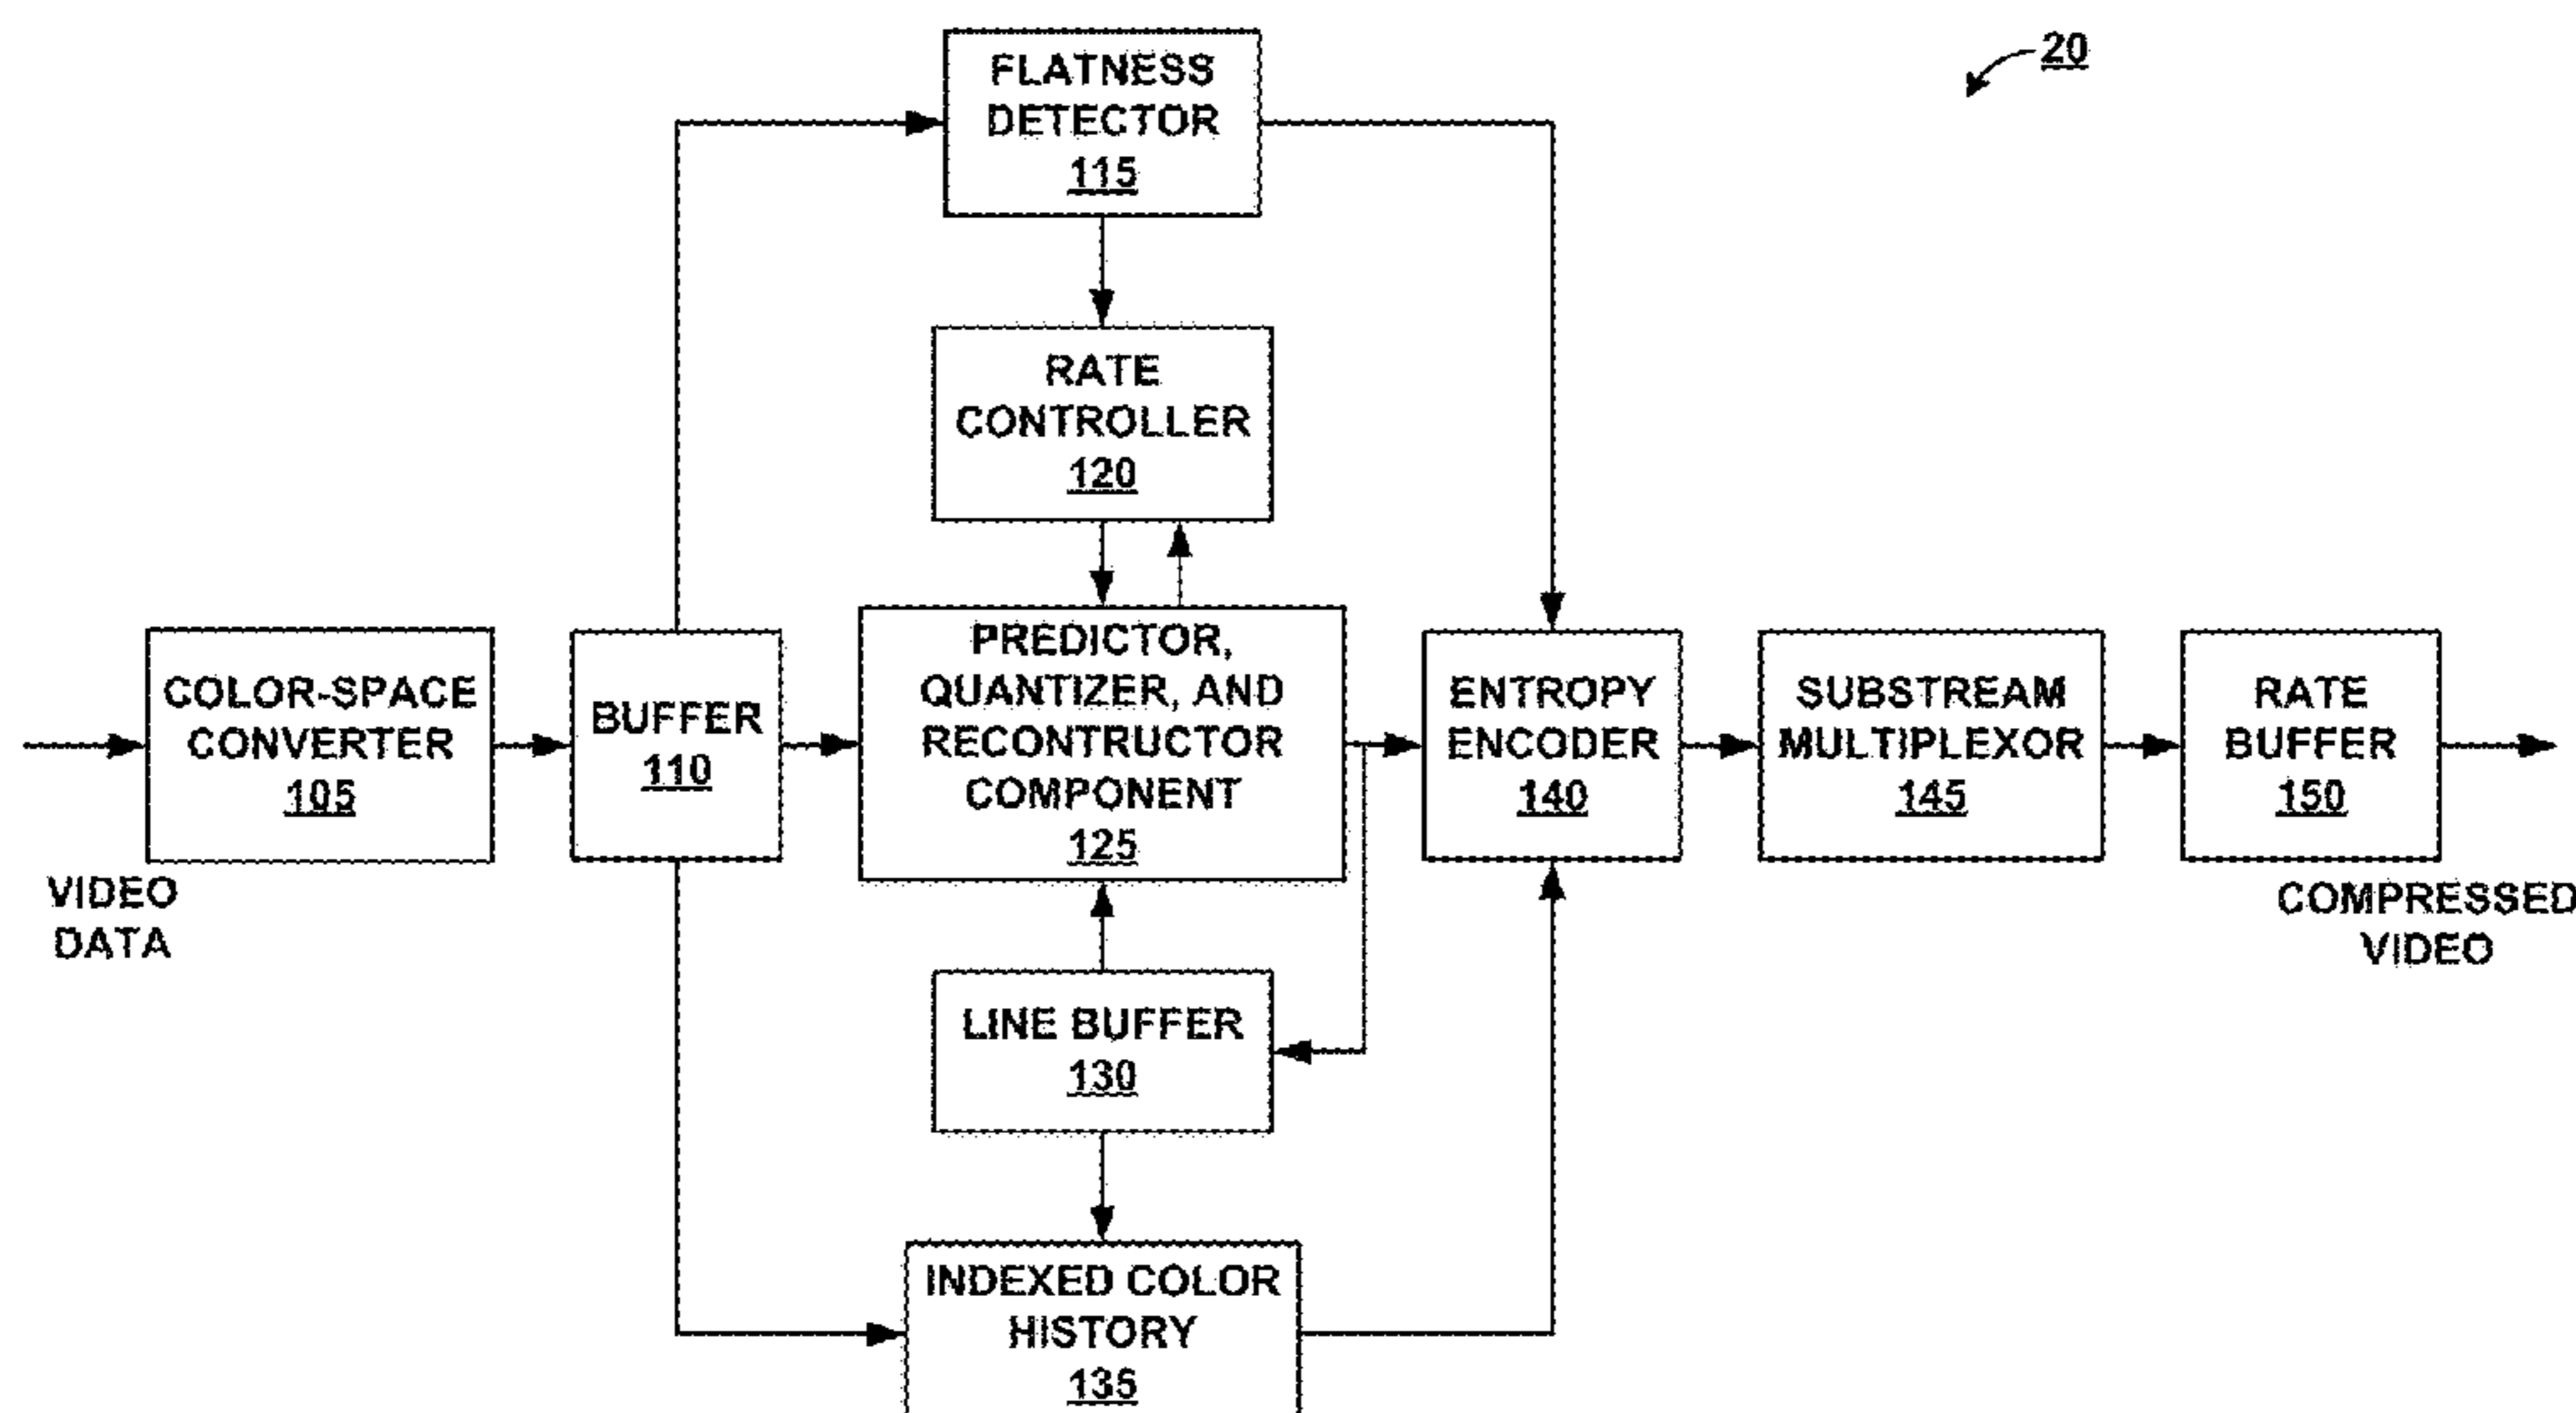 20
FLATNESS
DETECTOR
115
RATE
CONTROLLER
120
COLOR-SPACE
CONVERTER
105
BUFFER
110
PREDICTOR,
QUANTIZER, AND
RECONTRUCTOR
COMPONENT
125
ENTROPY
ENCODER
140
SUBSTREAM
MULTIPLEXOR
145
RATE
BUFFER
150
VIDEO
DATA
COMPRESSED
VIDEO
LINE BUFFER
130
INDEXED COLOR
HISTORY
135